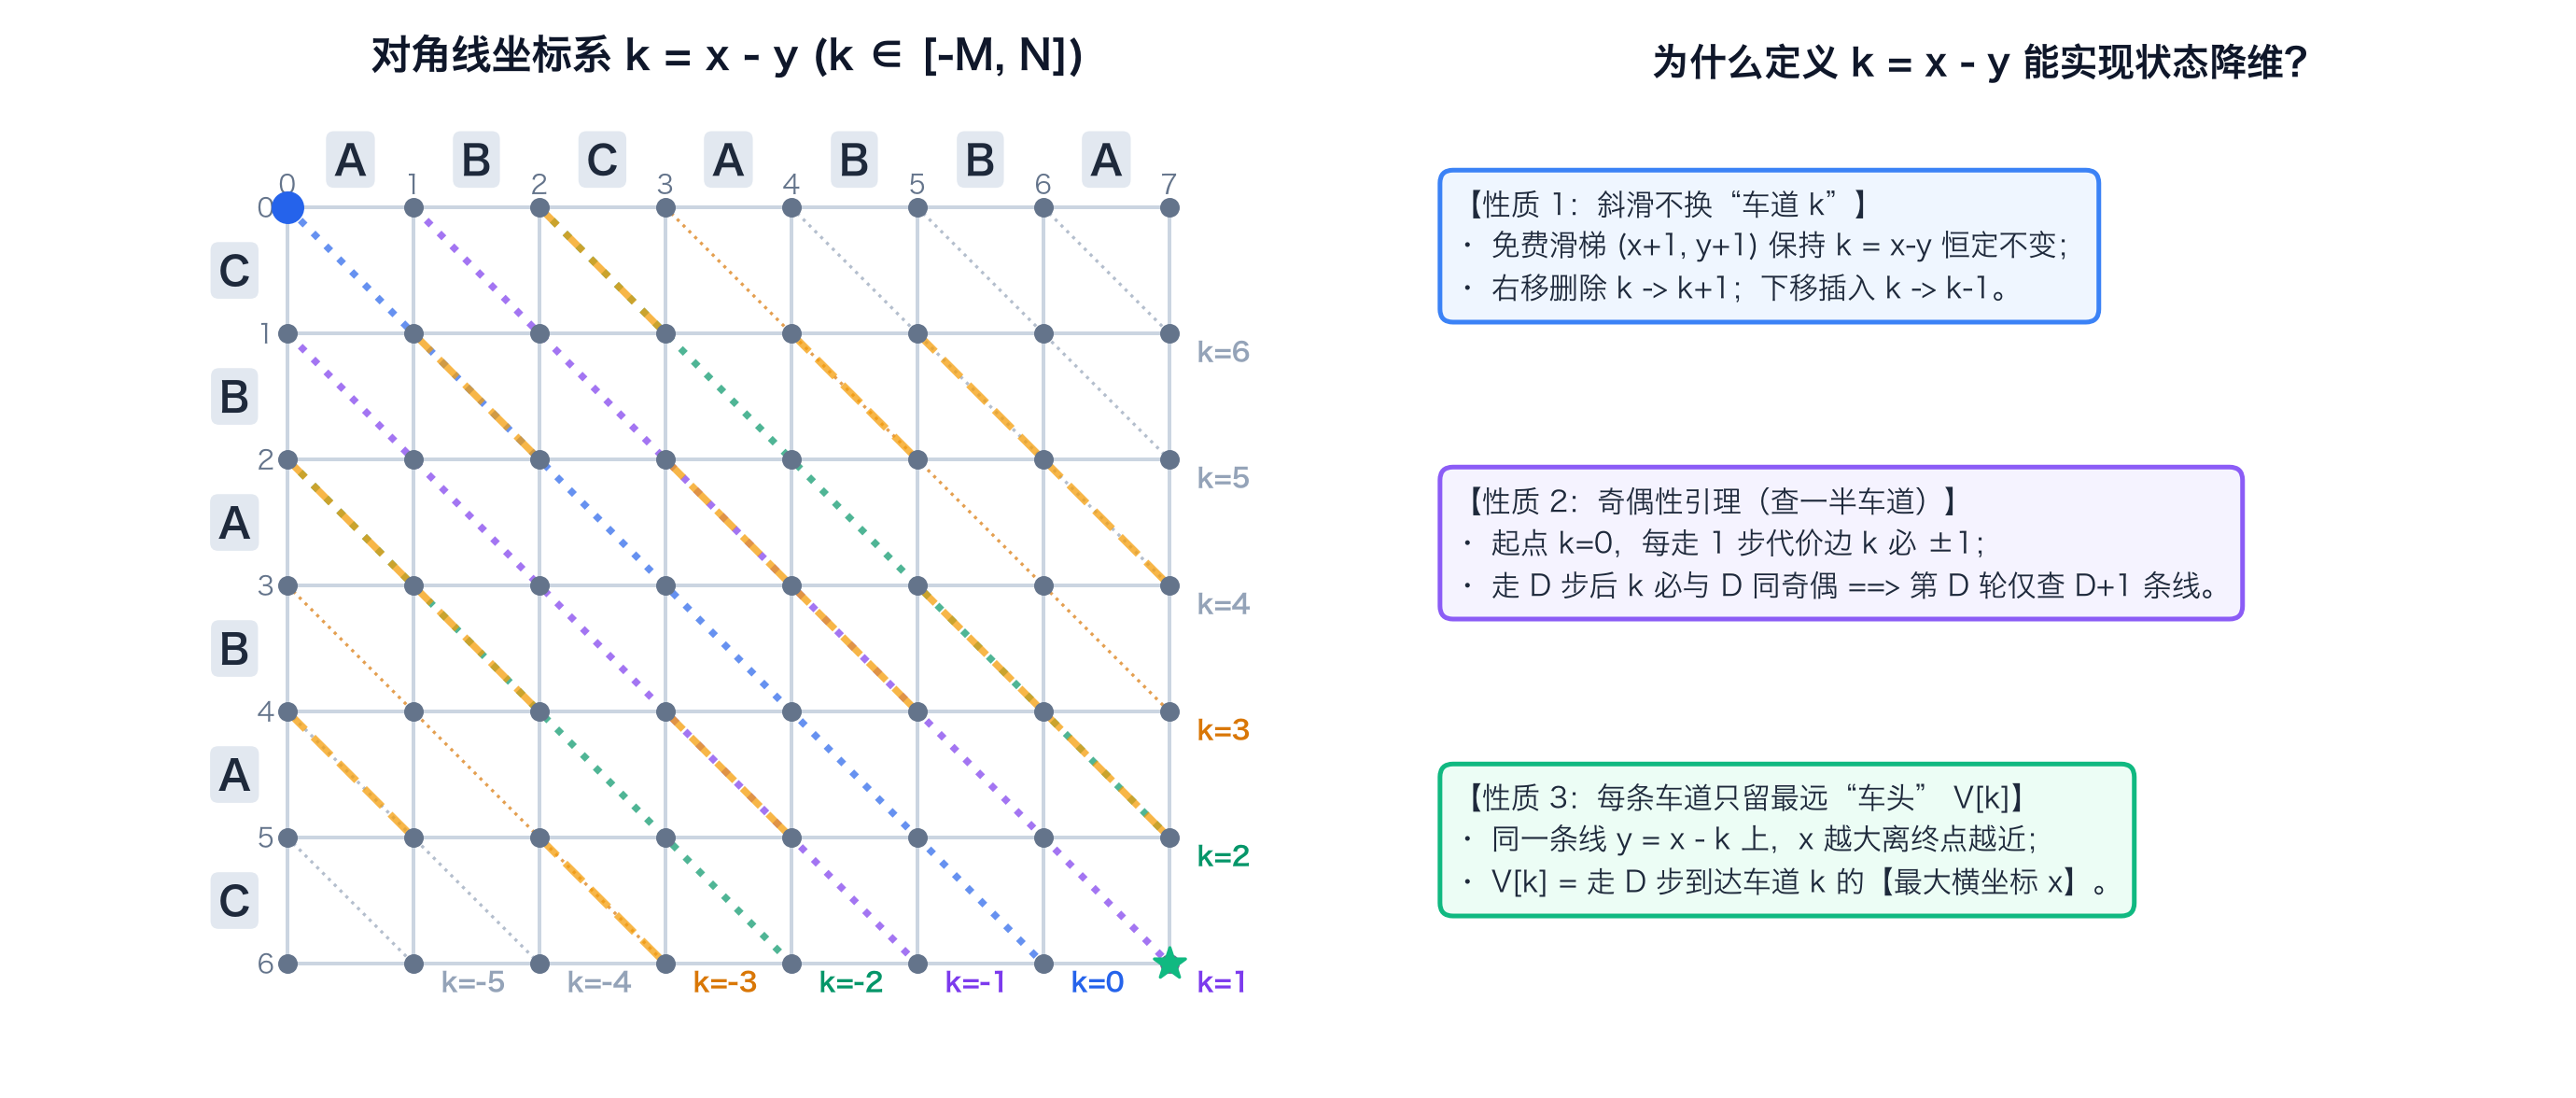 对角线坐标系 k = x - y (k ∈ [-M, N])
A B C A B B A
0 1 2 3 4 5 6 7
0
C
1
k=6
B
2
k=5
A
3
k=4
B
4
k=3
A
5
k=2
C
6
k=-5 k=-4 k=-3 k=-2 k=-1 k=0 k=1
为什么定义 k = x - y 能实现状态降维?
【性质 1: 斜滑不换“车道 k”】
· 免费滑梯 (x+1, y+1) 保持 k = x-y 恒定不变;
· 右移删除 k -> k+1; 下移插入 k -> k-1。
【性质 2: 奇偶性引理（查一半车道）】
· 起点 k=0, 每走 1 步代价边 k 必 ±1;
· 走 D 步后 k 必与 D 同奇偶 ==> 第 D 轮仅查 D+1 条线。
【性质 3: 每条车道只留最远“车头” V[k]】
· 同一条线 y = x - k 上, x 越大离终点越近;
· V[k] = 走 D 步到达车道 k 的【最大横坐标 x】。